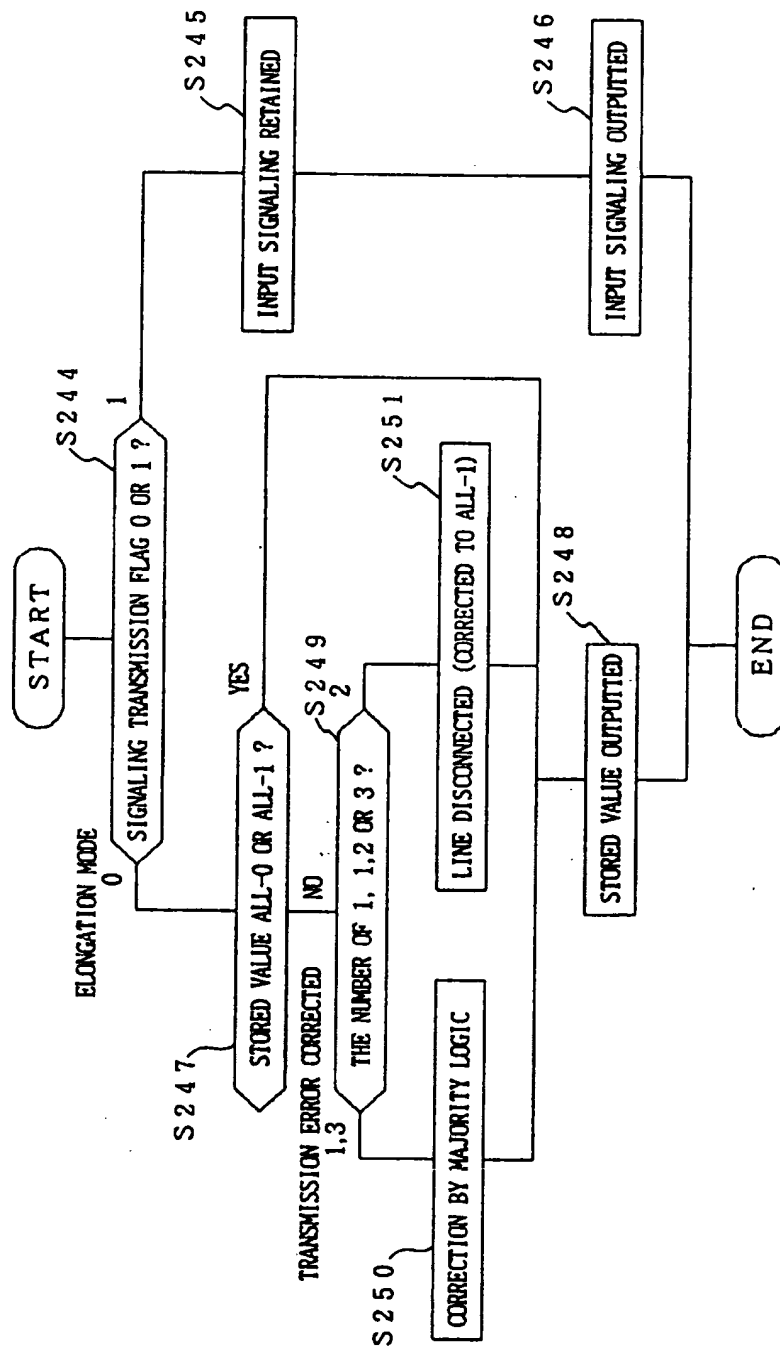 START
S244
SIGNALING TRANSMISSION FLAG 0 OR 1 ?
ELONGATION MODE
0
1
S245
INPUT SIGNALING RETAINED
S246
INPUT SIGNALING OUTPUTTED
S247
STORED VALUE ALL-0 OR ALL-1 ?
YES
NO
TRANSMISSION ERROR CORRECTED
S249
THE NUMBER OF 1, 1,2 OR 3 ?
1,3
2
S250
CORRECTION BY MAJORITY LOGIC
S251
LINE DISCONNECTED (CORRECTED TO ALL-1)
S248
STORED VALUE OUTPUTTED
END